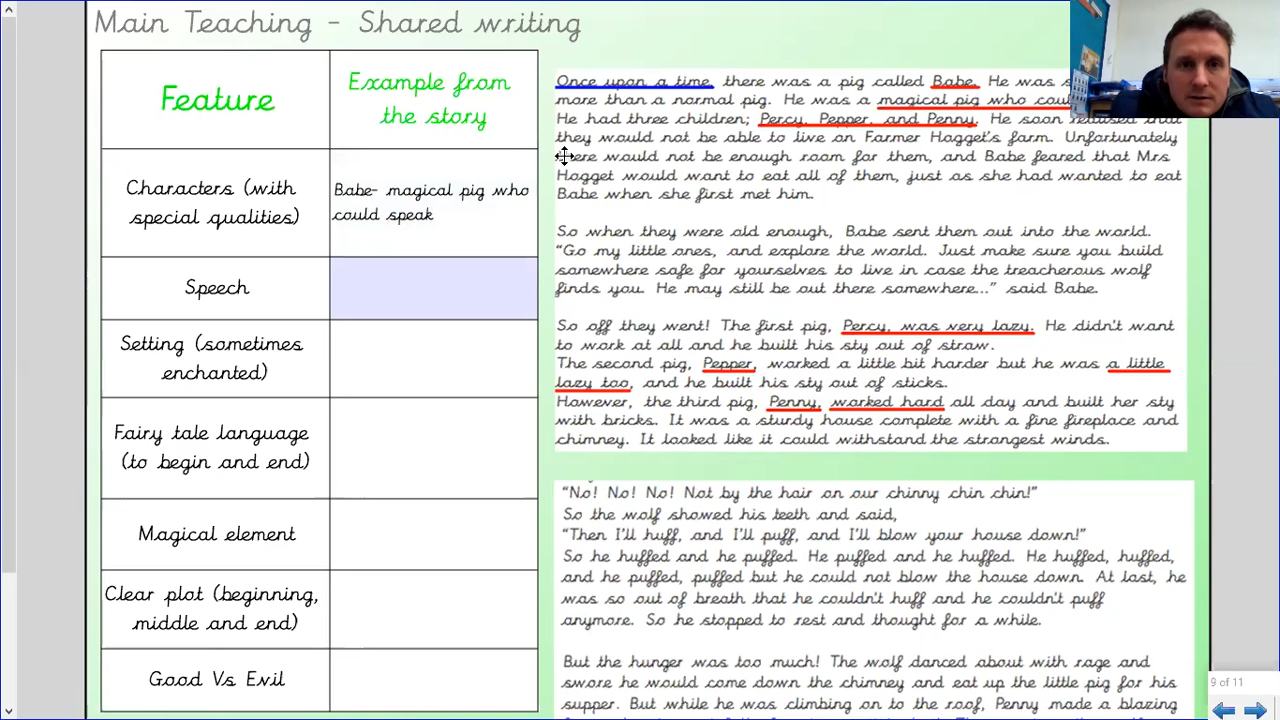 Main Teaching - Shared writing
Feature
Example from
the story
Characters (with
special qualities)
Babe- magical pig who
could speak
Speech
Setting (sometimes
enchanted)
Fairy tale language
(to begin and end)
Magical element
Clear plot (beginning,
middle and end)
Good Vs Evil
Once upon a time, there was a pig called Babe. He was
more than a normal pig. He was a magical pig who
He had three children; Percy, Pepper, and Penny. He soon realised that
they would not be able to live on Farmer Hogget's farm. Unfortunately
there would not be enough room for them, and Babe feared that Mrs
Hogget would want to eat all of them, just as she had wanted to eat
Babe when she first met him.
So when they were old enough, Babe sent them out into the world.
"Go my little ones, and explore the world. Just make sure you build
somewhere safe for yourselves to live in case the treacherous wolf
finds you. He may still be out there somewhere..." said Babe.
So off they went! The first pig, Percy, was very lazy. He didn't want
to work at all and he built his sty out of straw.
The second pig, Pepper, worked a little bit harder but he was a little
lazy too, and he built his sty out of sticks.
However, the third pig, Penny, worked hard all day and built her sty
with bricks. It was a sturdy house complete with a fine fireplace and
chimney. It looked like it could withstand the strongest winds.
"No! No! No! Not by the hair on our chinny chin chin!"
So the wolf showed his teeth and said,
"Then I'll huff, and I'll puff, and I'll blow your house down!"
So he huffed and he puffed. He puffed and he huffed. He huffed, huffed,
and he puffed, puffed but he could not blow the house down. At last, he
was so out of breath that he couldn't huff and he couldn't puff
anymore. So he stopped to rest and thought for a while.
But the hunger was too much! The wolf danced about with rage and
swore he would come down the chimney and eat up the little pig for his
supper. But while he was climbing on to the roof, Penny made a blazing
9 of 11